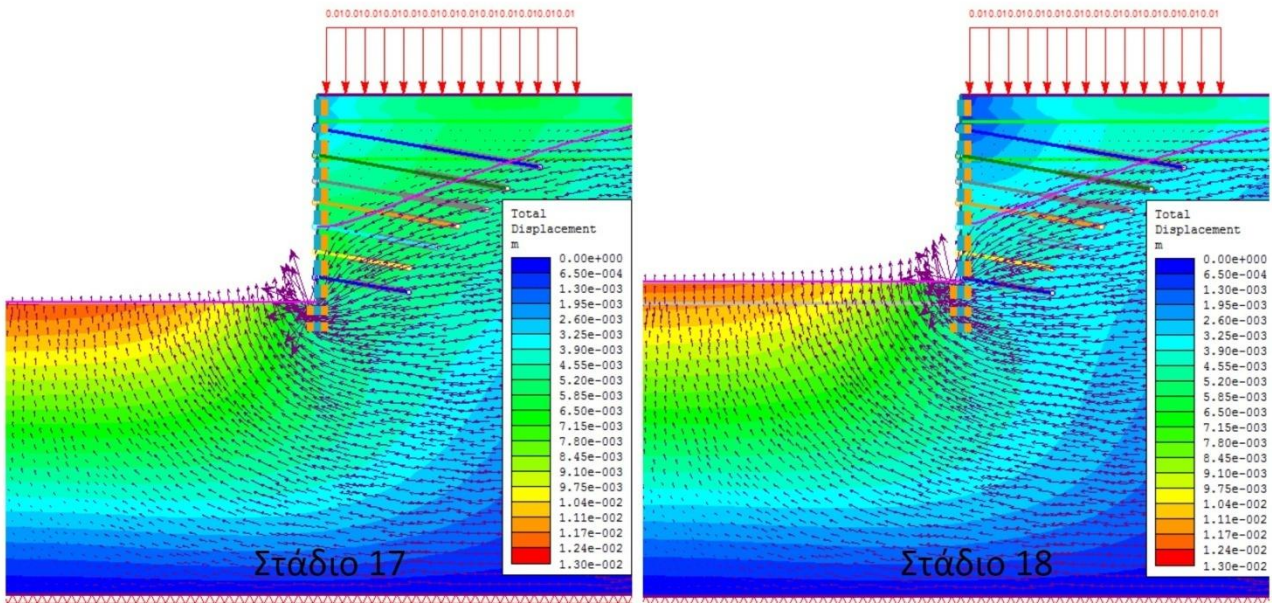 0.010.010.010.010.010.010.010.010.010.010.010.010.01
Total
Displacement
m
0.00e+000
6.50e-004
1.30e-003
1.95e-003
2.60e-003
3.25e-003
3.90e-003
4.55e-003
5.20e-003
5.85e-003
6.50e-003
7.15e-003
7.80e-003
8.45e-003
9.10e-003
9.75e-003
1.04e-002
1.11e-002
1.17e-002
1.24e-002
1.30e-002
Στάδιο 17
0.010.010.010.010.010.010.010.010.010.010.010.010.01
Total
Displacement
m
0.00e+000
6.50e-004
1.30e-003
1.95e-003
2.60e-003
3.25e-003
3.90e-003
4.55e-003
5.20e-003
5.85e-003
6.50e-003
7.15e-003
7.80e-003
8.45e-003
9.10e-003
9.75e-003
1.04e-002
1.11e-002
1.17e-002
1.24e-002
1.30e-002
Στάδιο 18